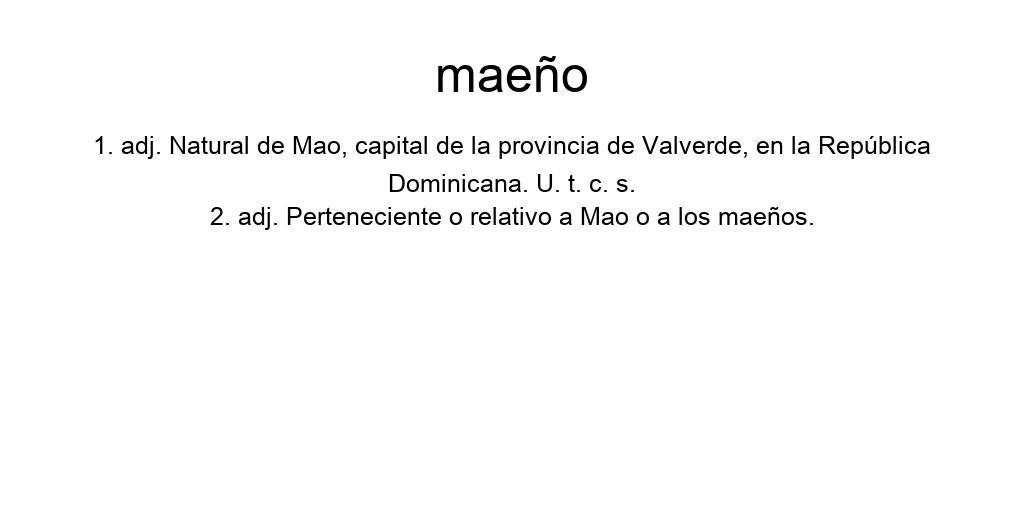 maeño
1. adj. Natural de Mao, capital de la provincia de Valverde, en la República
Dominicana. U. t. c. s.
2. adj. Perteneciente o relativo a Mao o a los maeños.